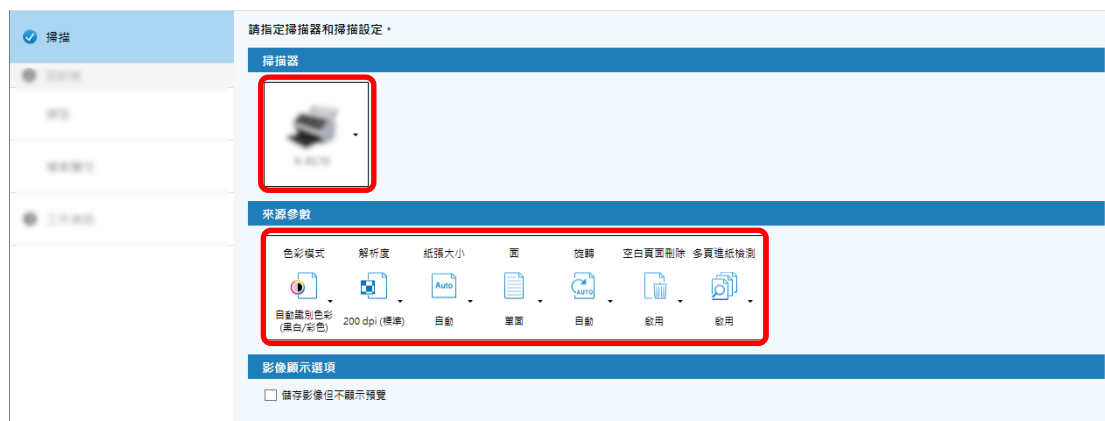 掃描
請指定掃描器和掃描設定。
掃描器
來源參數
色彩模式 解析度 紙張大小 面 旋轉 空白頁面刪除 多頁進紙檢測
Auto AUTO
自動識別色彩 (黑白/彩色) 200 dpi (標準) 自動 單面 自動 啟用 啟用
影像顯示選項
儲存影像但不顯示預覽